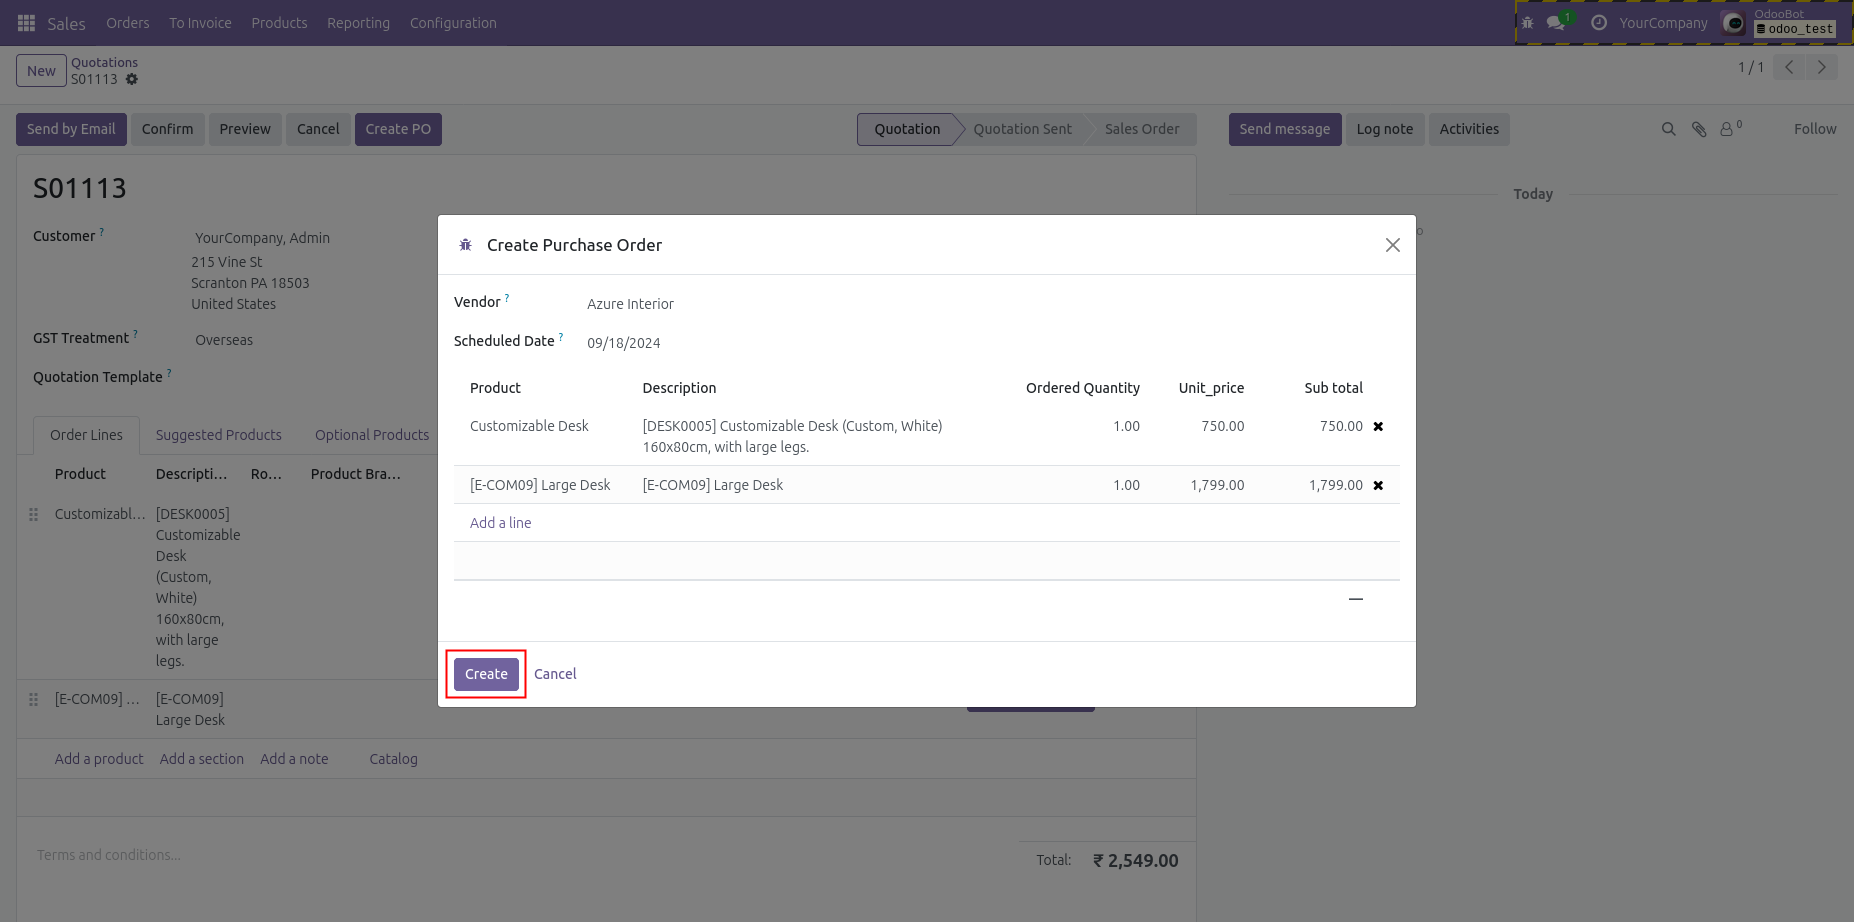 Sales Orders To Invoice Products Reporting Configuration
1 YourCompany OdooBot
odoo_test
New Quotations
S01113
1 / 1
Send by Email Confirm Preview Cancel Create PO Quotation Quotation Sent Sales Order Send message Log note Activities 0 Follow
S01113
Today
Customer ? YourCompany, Admin
215 Vine St
Scranton PA 18503
United States
GST Treatment ? Overseas
Quotation Template ?
Order Lines Suggested Products Optional Products
Product Descripti... Ro... Product Bra...
Customizabl... [DESK0005]
Customizable
Desk
(Custom,
White)
160x80cm,
with large
legs.
[E-COM09] ... [E-COM09]
Large Desk
Add a product Add a section Add a note Catalog
Terms and conditions...
Total: ₹ 2,549.00
Create Purchase Order
Vendor ? Azure Interior
Scheduled Date ? 09/18/2024
Product Description Ordered Quantity Unit_price Sub total
Customizable Desk [DESK0005] Customizable Desk (Custom, White) 1.00 750.00 750.00
160x80cm, with large legs.
[E-COM09] Large Desk [E-COM09] Large Desk 1.00 1,799.00 1,799.00
Add a line
—
Create Cancel